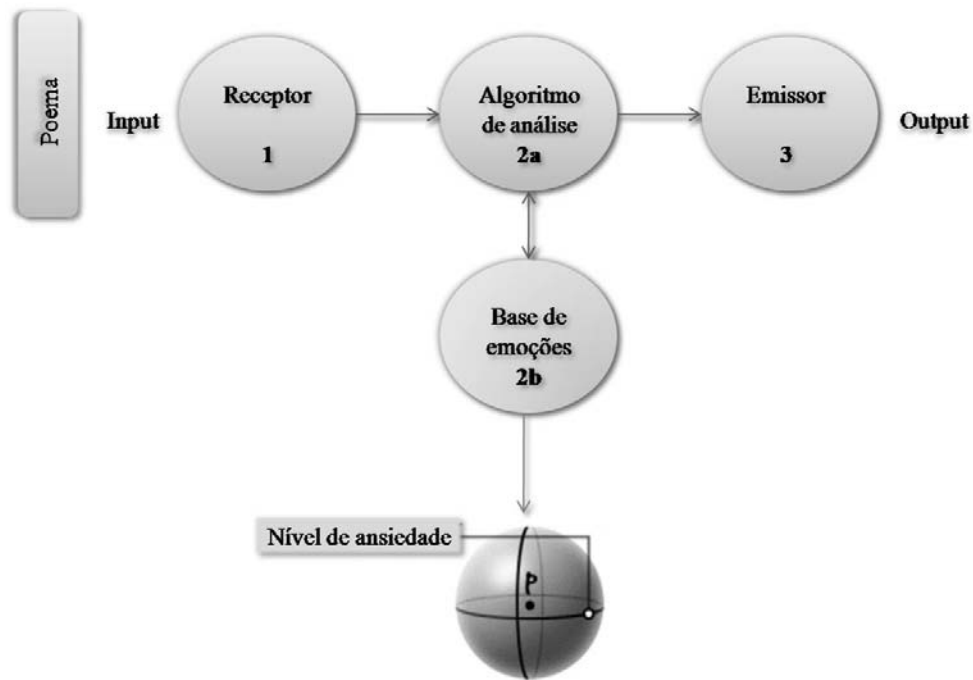 Poema
Input
Receptor
1
Algoritmo
de análise
2a
Emissor
3
Output
Base de
emoções
2b
Nível de ansiedade
P